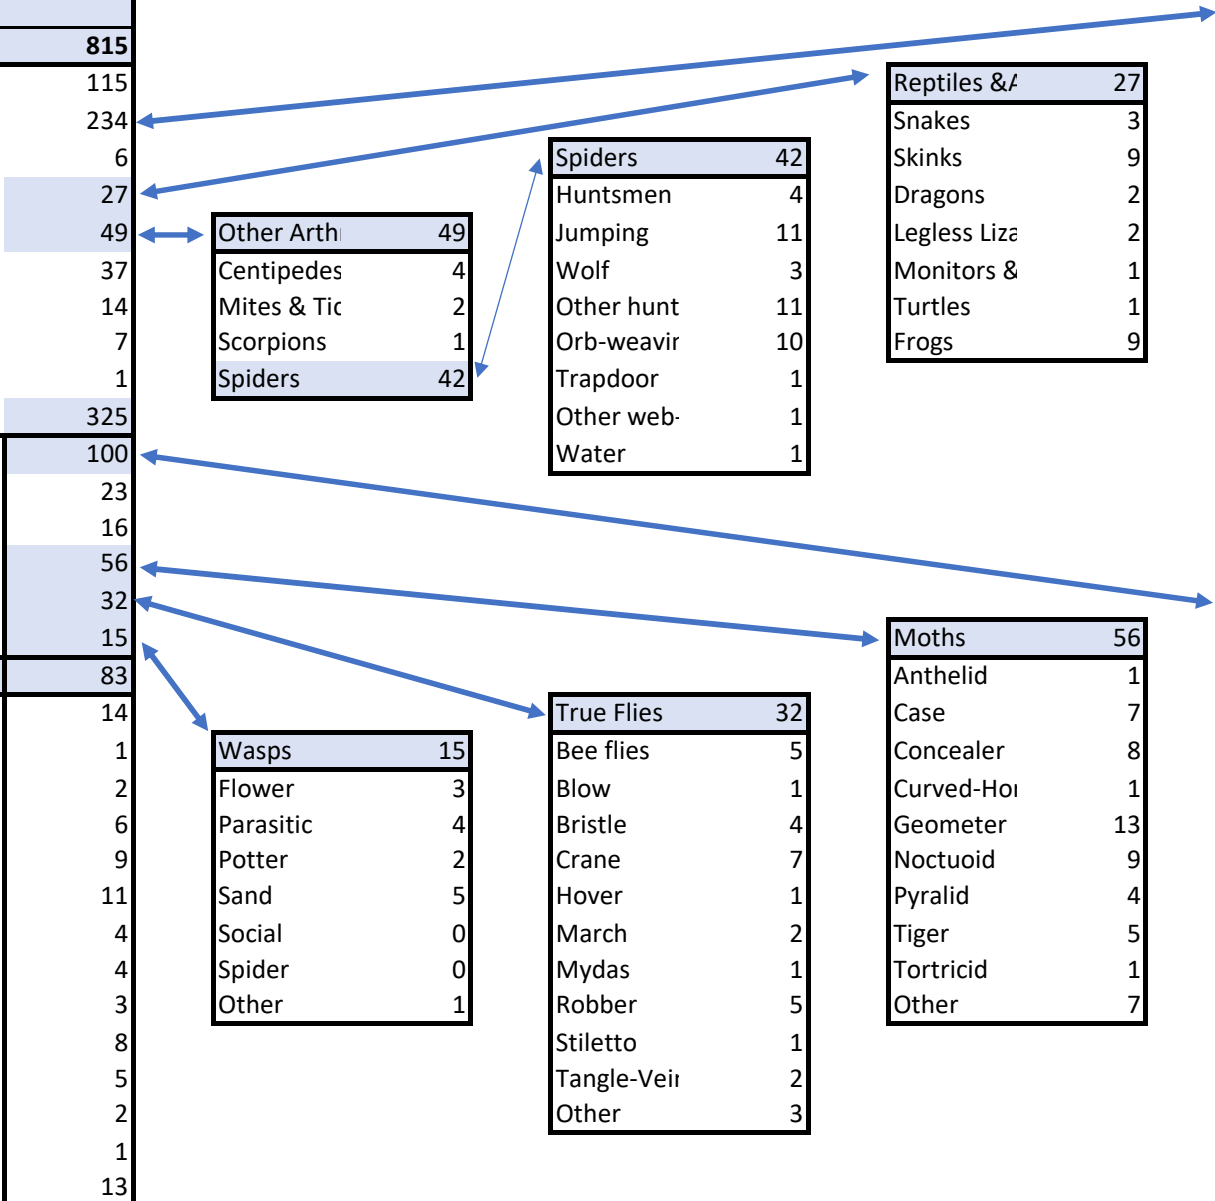 815
115
234
6
27
49
37
14
7
1
325
100
23
16
56
32
15
83
14
1
2
6
9
11
4
4
3
8
5
2
1
13
Other Arth 49
Centipedes 4
Mites & Tic 2
Scorpions 1
Spiders 42
Spiders 42
Huntsmen 4
Jumping 11
Wolf 3
Other hunt 11
Orb-weavir 10
Trapdoor 1
Other web- 1
Water 1
Reptiles &A 27
Snakes 3
Skinks 9
Dragons 2
Legless Liza 2
Monitors & 1
Turtles 1
Frogs 9
Wasps 15
Flower 3
Parasitic 4
Potter 2
Sand 5
Social 0
Spider 0
Other 1
True Flies 32
Bee flies 5
Blow 1
Bristle 4
Crane 7
Hover 1
March 2
Mydas 1
Robber 5
Stiletto 1
Tangle-Veir 2
Other 3
Moths 56
Anthelid 1
Case 7
Concealer 8
Curved-Hor 1
Geometer 13
Noctuoid 9
Pyralid 4
Tiger 5
Tortricid 1
Other 7